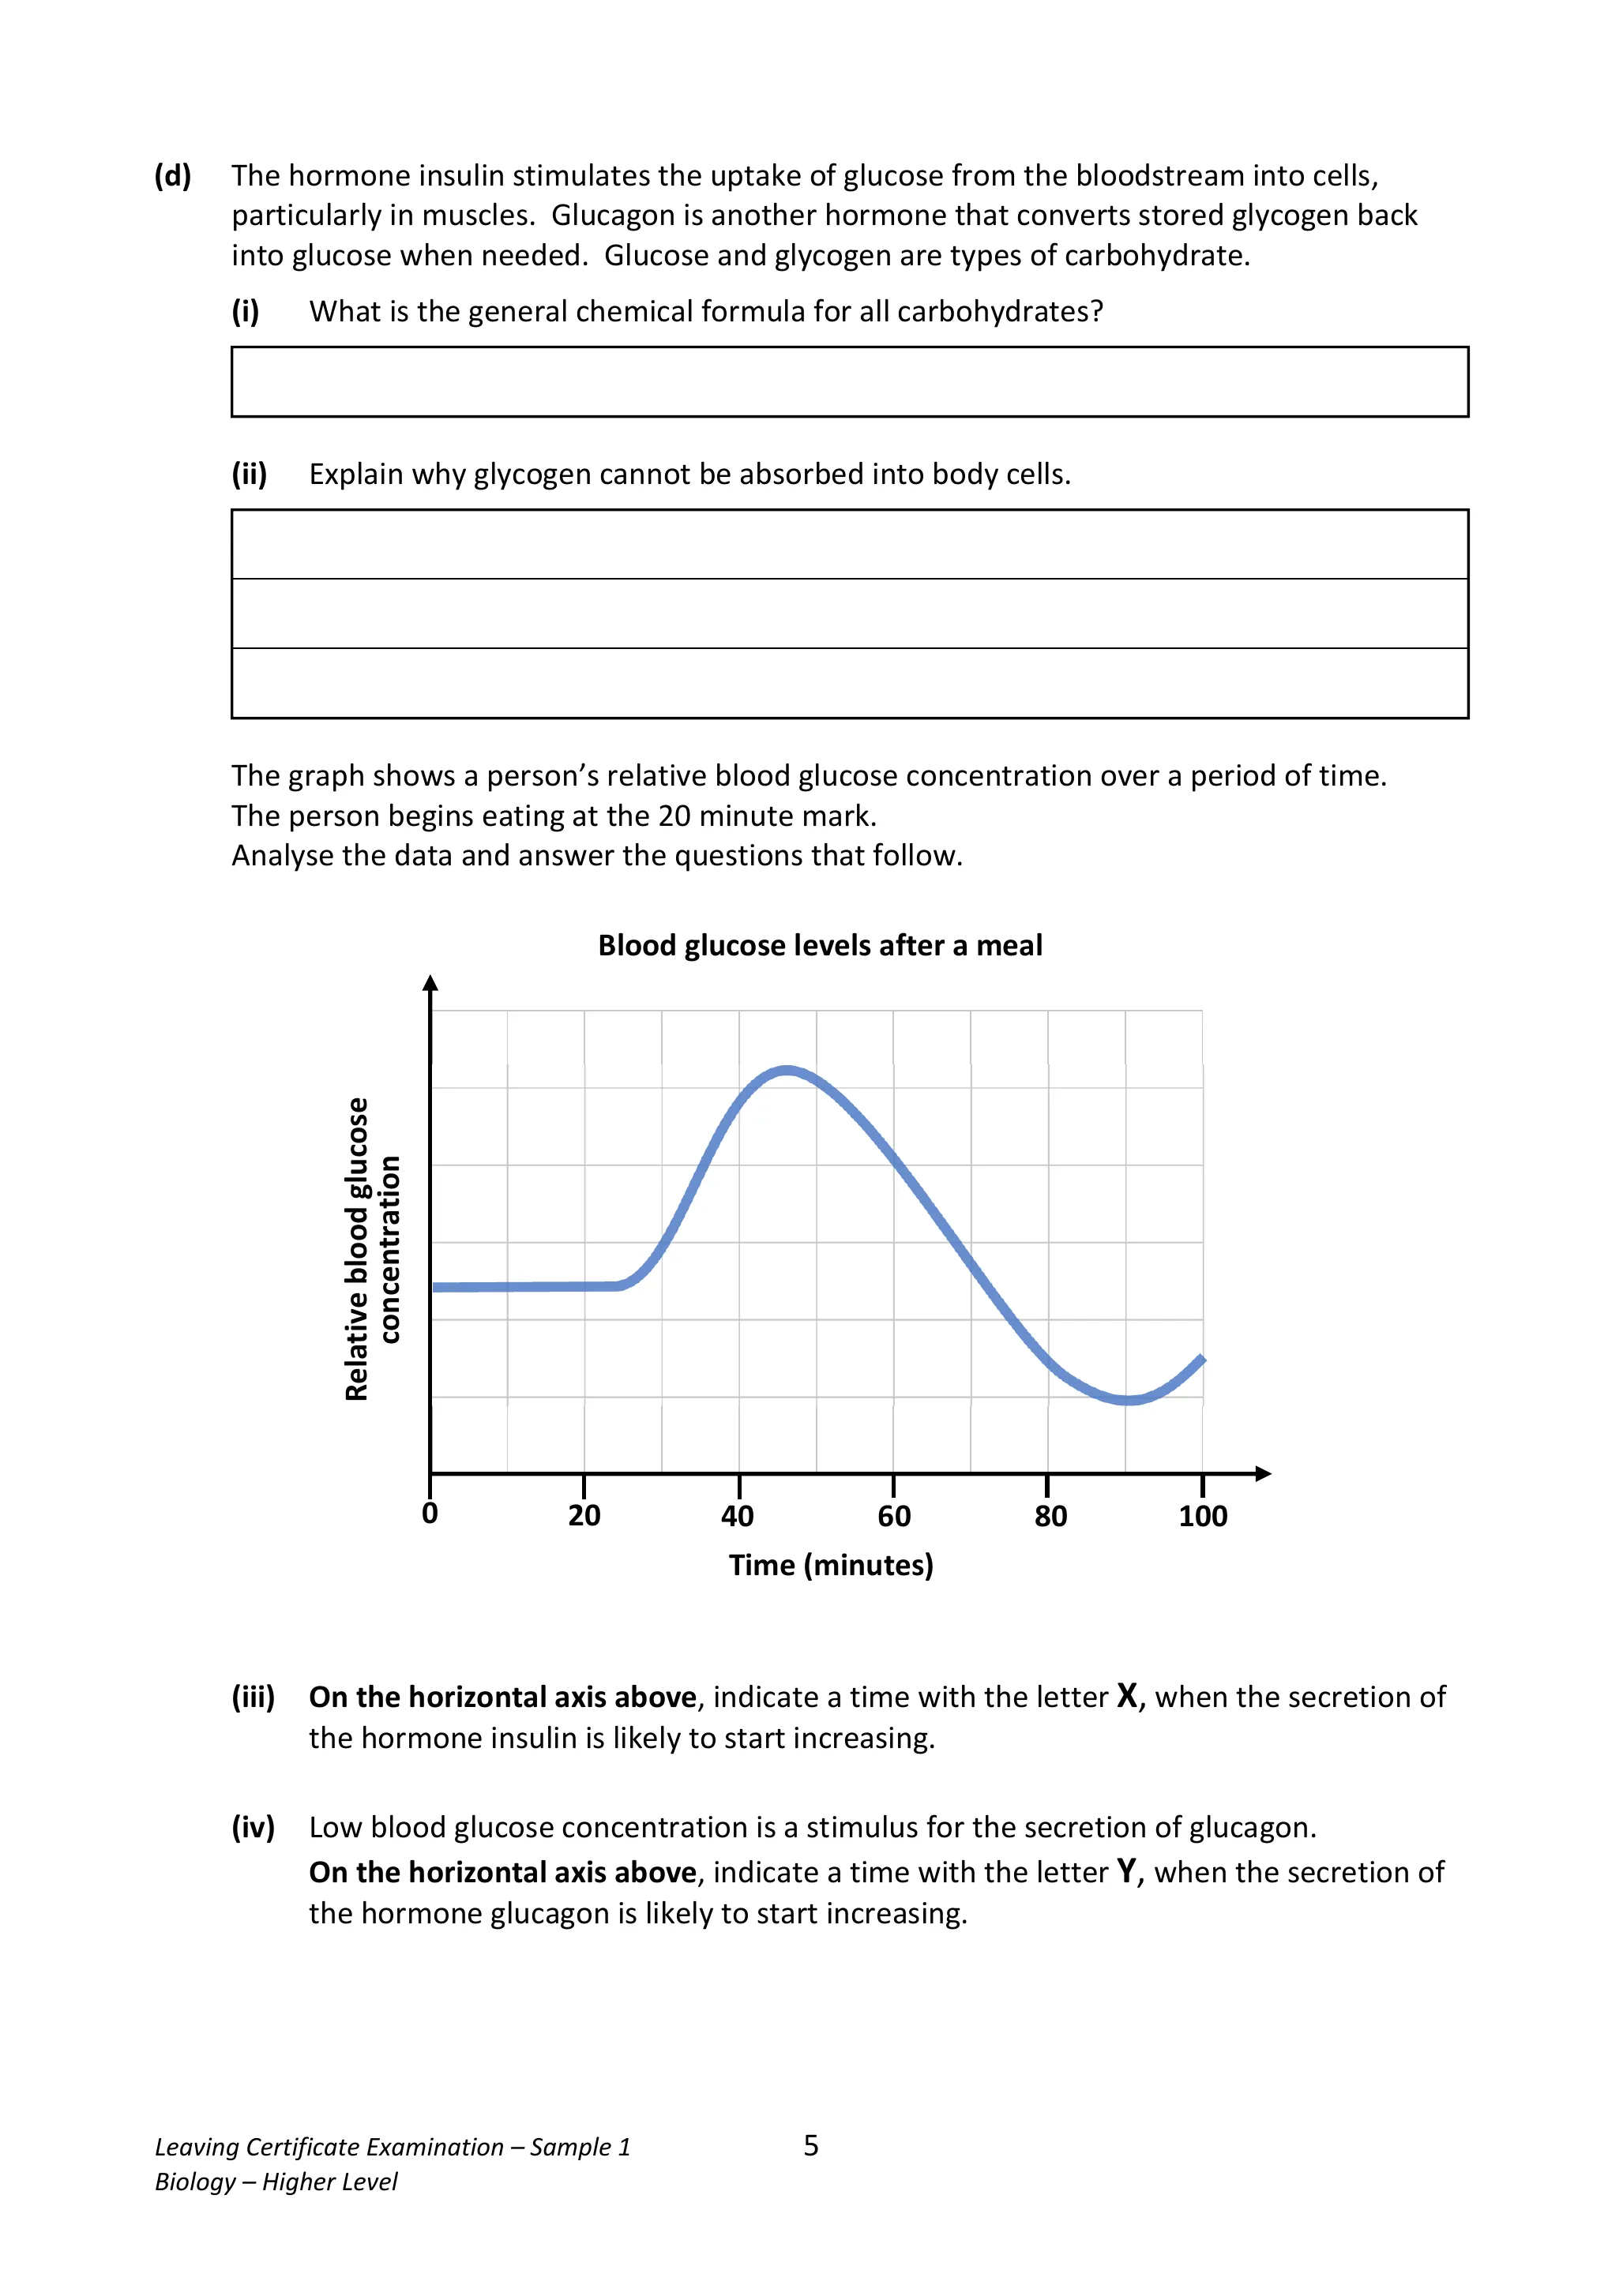 (d) The hormone insulin stimulates the uptake of glucose from the bloodstream into cells,
particularly in muscles. Glucagon is another hormone that converts stored glycogen back
into glucose when needed. Glucose and glycogen are types of carbohydrate.
(i) What is the general chemical formula for all carbohydrates?
(ii) Explain why glycogen cannot be absorbed into body cells.
The graph shows a person’s relative blood glucose concentration over a period of time.
The person begins eating at the 20 minute mark.
Analyse the data and answer the questions that follow.
Blood glucose levels after a meal
Relative blood glucose
concentration
0 20 40 60 80 100
Time (minutes)
(iii) On the horizontal axis above, indicate a time with the letter X, when the secretion of
the hormone insulin is likely to start increasing.
(iv) Low blood glucose concentration is a stimulus for the secretion of glucagon.
On the horizontal axis above, indicate a time with the letter Y, when the secretion of
the hormone glucagon is likely to start increasing.
Leaving Certificate Examination – Sample 1 5
Biology – Higher Level